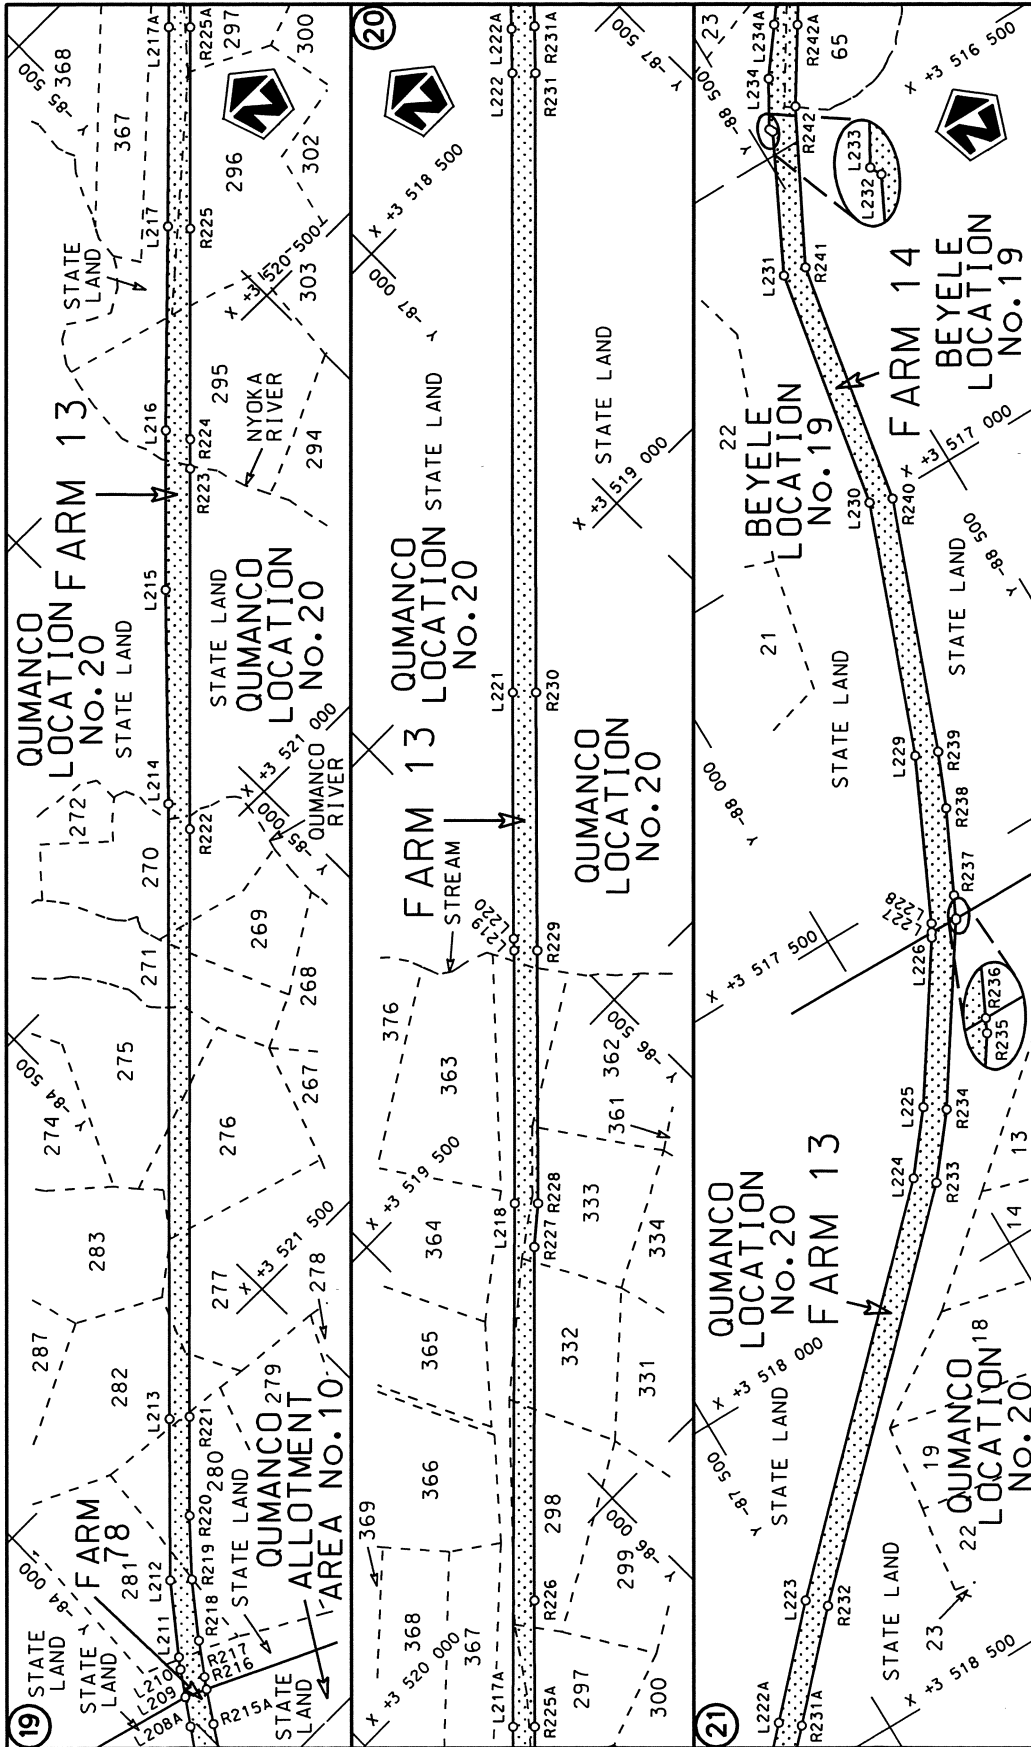 19
STATE
LAND
STATE
LAND
FARM
78
281
282
287
283
274
275
271
270
272
QUMANCO
LOCATION
No.20
STATE LAND
FARM 13
STATE
LAND
367
368
297
300
L208A
L209
L210
L211
L212
L213
L214
L215
L216
L217
L217A
R215A
R216
R217
R218
R219
R220
R221
R222
R223
R224
R225
R225A
STATE
LAND
STATE LAND
280
279
QUMANCO
ALLOTMENT
AREA No.10
277
278
276
267
268
269
QUMANCO
RIVER
STATE LAND
QUMANCO
LOCATION
No.20
NYOKA
RIVER
294
295
303
296
302
Y -84 000
Y -84 500
Y -85 000
Y -85 500
X +3 521 500
X +3 521 000
X +3 520 500
20
X +3 520 000
369
368
367
366
365
364
363
376
X +3 519 500
STREAM
FARM 13
QUMANCO
LOCATION
No.20
STATE LAND
Y -87 000
X +3 518 500
L217A
L218
L219
L220
L221
L222
L222A
R225A
R226
R227
R228
R229
R230
R231
R231A
297
300
298
299
Y -86 000
332
331
333
334
361
362
Y -86 500
QUMANCO
LOCATION
No.20
X +3 519 000
STATE LAND
Y -87 500
21
Y -87 500
STATE LAND
X +3 518 000
QUMANCO
LOCATION
No.20
FARM 13
X +3 517 500
Y -88 000
STATE LAND
21
22
BEYELE
LOCATION
No.19
Y -88 500
23
65
L222A
L223
L224
L225
L226
L227
L228
L229
L230
L231
L232
L233
L234
L234A
R231A
R232
R233
R234
R235
R236
R237
R238
R239
R240
R241
R242
R242A
X +3 518 500
STATE LAND
23
22
19
18
QUMANCO
LOCATION
No.20
14
13
STATE LAND
Y -88 500
X +3 517 000
FARM 14
BEYELE
LOCATION
No.19
X +3 516 500